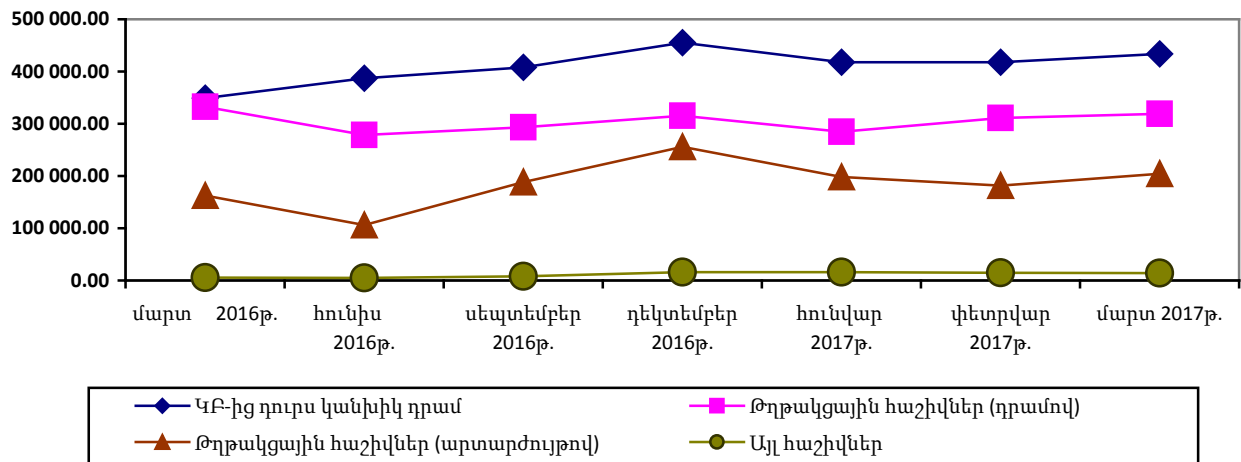 500 000.00
400 000.00
300 000.00
200 000.00
100 000.00
0.00
մարտ 2016թ. հունիս 2016թ. սեպտեմբեր 2016թ. դեկտեմբեր 2016թ. հունվար 2017թ. փետրվար 2017թ. մարտ 2017թ.
ԿԲ-ից դուրս կանխիկ դրամ
Թղթակցային հաշիվներ (դրամով)
Թղթակցային հաշիվներ (արտարժույթով)
Այլ հաշիվներ